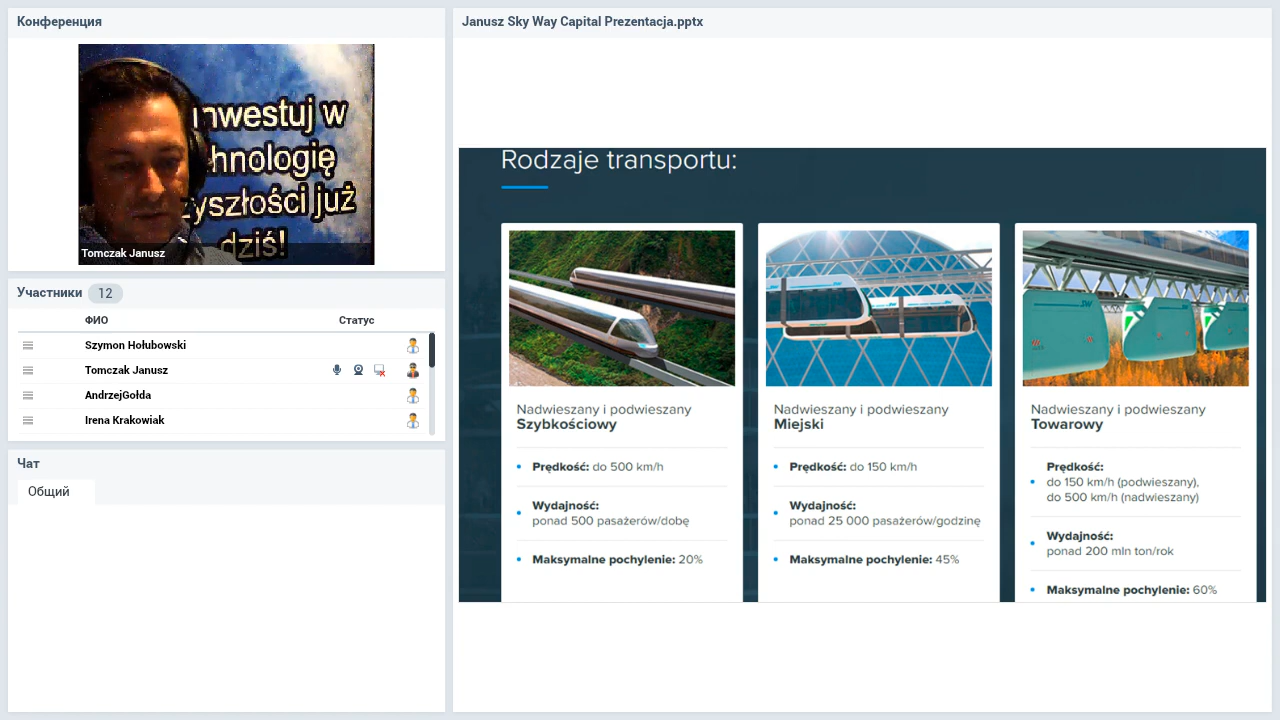 Конференция
nwestuj w
hnologię
yszłości już
dziś!
Tomczak Janusz
Участники 12
ФИО Статус
Szymon Hołubowski
Tomczak Janusz
AndrzejGołda
Irena Krakowiak
Чат
Общий
Janusz Sky Way Capital Prezentacja.pptx
Rodzaje transportu:
Nadwieszany i podwieszany
Szybkościowy
Prędkość: do 500 km/h
Wydajność:
ponad 500 pasażerów/dobę
Maksymalne pochylenie: 20%
Nadwieszany i podwieszany
Miejski
Prędkość: do 150 km/h
Wydajność:
ponad 25 000 pasażerów/godzinę
Maksymalne pochylenie: 45%
Nadwieszany i podwieszany
Towarowy
Prędkość:
do 150 km/h (podwieszany),
do 500 km/h (nadwieszany)
Wydajność:
ponad 200 mln ton/rok
Maksymalne pochylenie: 60%